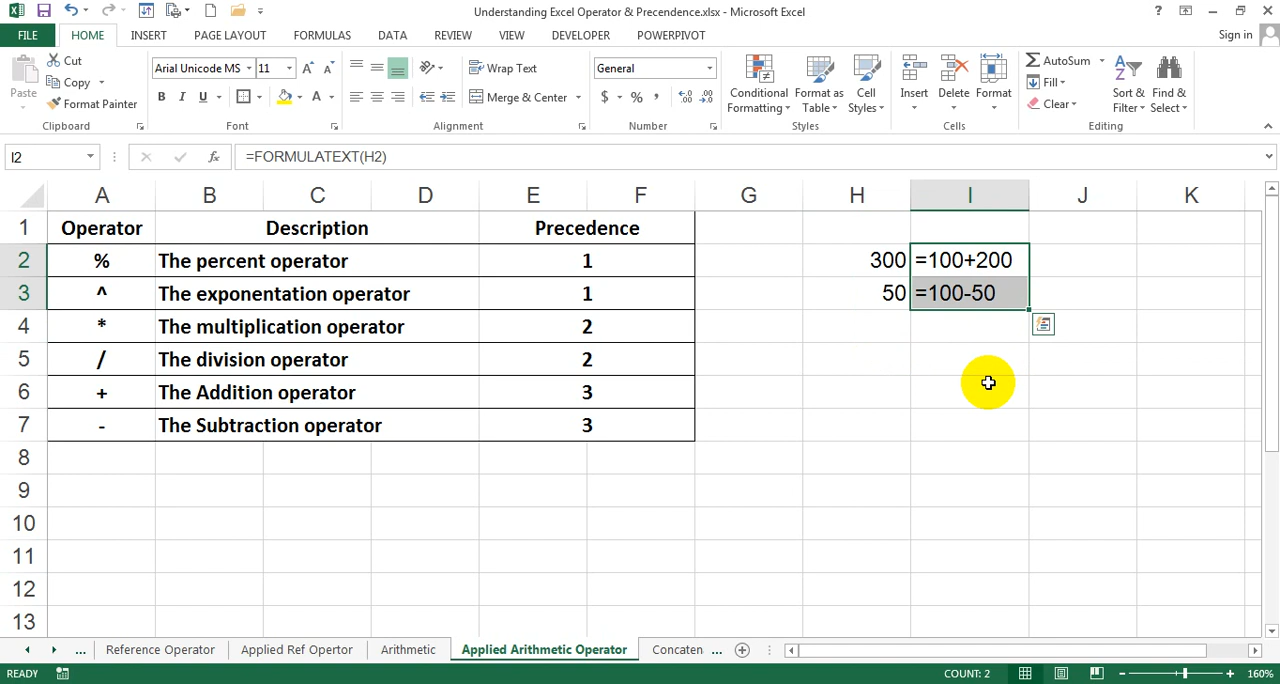 Understanding Excel Operator & Precendence.xlsx - Microsoft Excel
FILE HOME INSERT PAGE LAYOUT FORMULAS DATA REVIEW VIEW DEVELOPER POWERPIVOT Sign in
Paste Cut Copy Format Painter Clipboard
Arial Unicode MS 11 B I U A Font
Wrap Text Merge & Center Alignment
General $ % , Number
Conditional Formatting Format as Table Cell Styles Styles
Insert Delete Format Cells
AutoSum Fill Clear Sort & Filter Find & Select Editing
I2 fx =FORMULATEXT(H2)
A B C D E F G H I J K
1 Operator Description Precedence
2 % The percent operator 1 300 =100+200
3 ^ The exponentation operator 1 50 =100-50
4 * The multiplication operator 2
5 / The division operator 2
6 + The Addition operator 3
7 - The Subtraction operator 3
8
9
10
11
12
13
... Reference Operator Applied Ref Opertor Arithmetic Applied Arithmetic Operator Concaten ...
READY COUNT: 2 160%